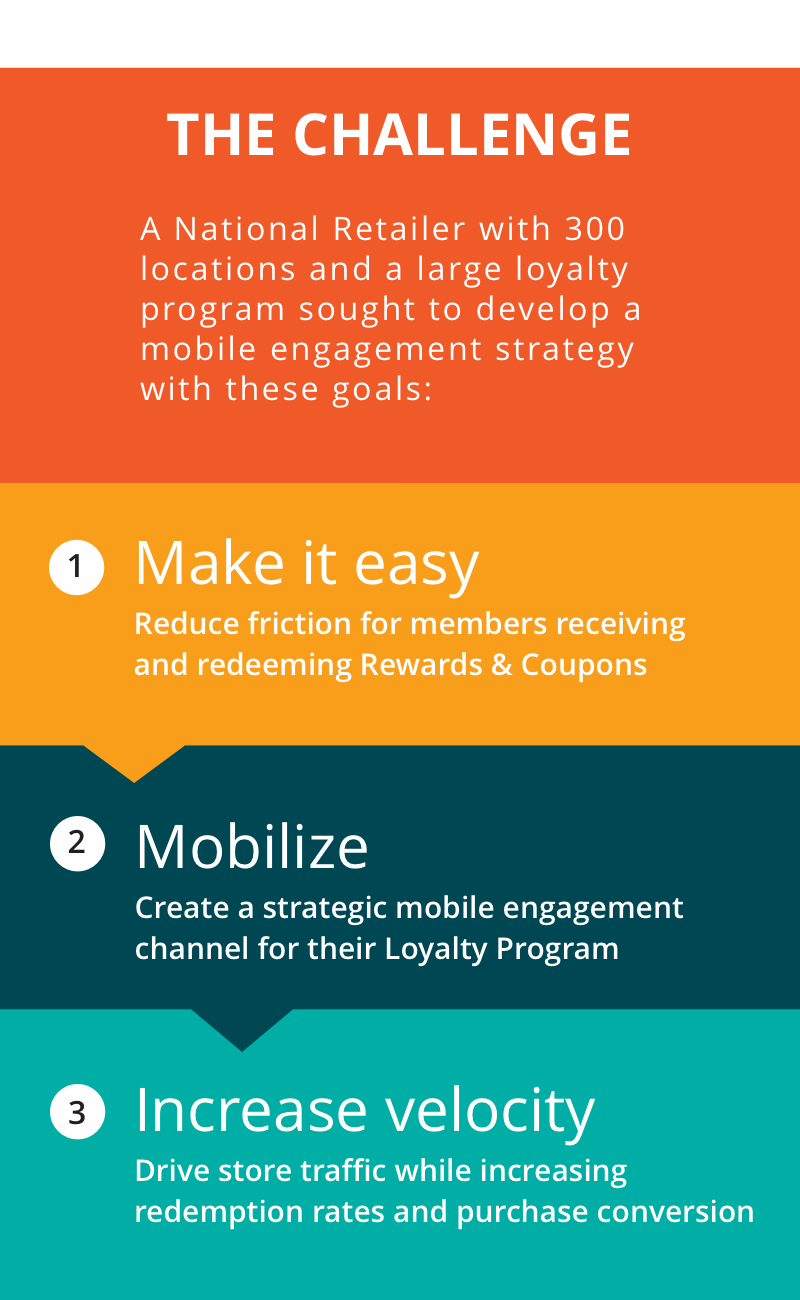 THE CHALLENGE
A National Retailer with 300
locations and a large loyalty
program sought to develop a
mobile engagement strategy
with these goals:
1
Make it easy
Reduce friction for members receiving
and redeeming Rewards & Coupons
2
Mobilize
Create a strategic mobile engagement
channel for their Loyalty Program
3
Increase velocity
Drive store traffic while increasing
redemption rates and purchase conversion